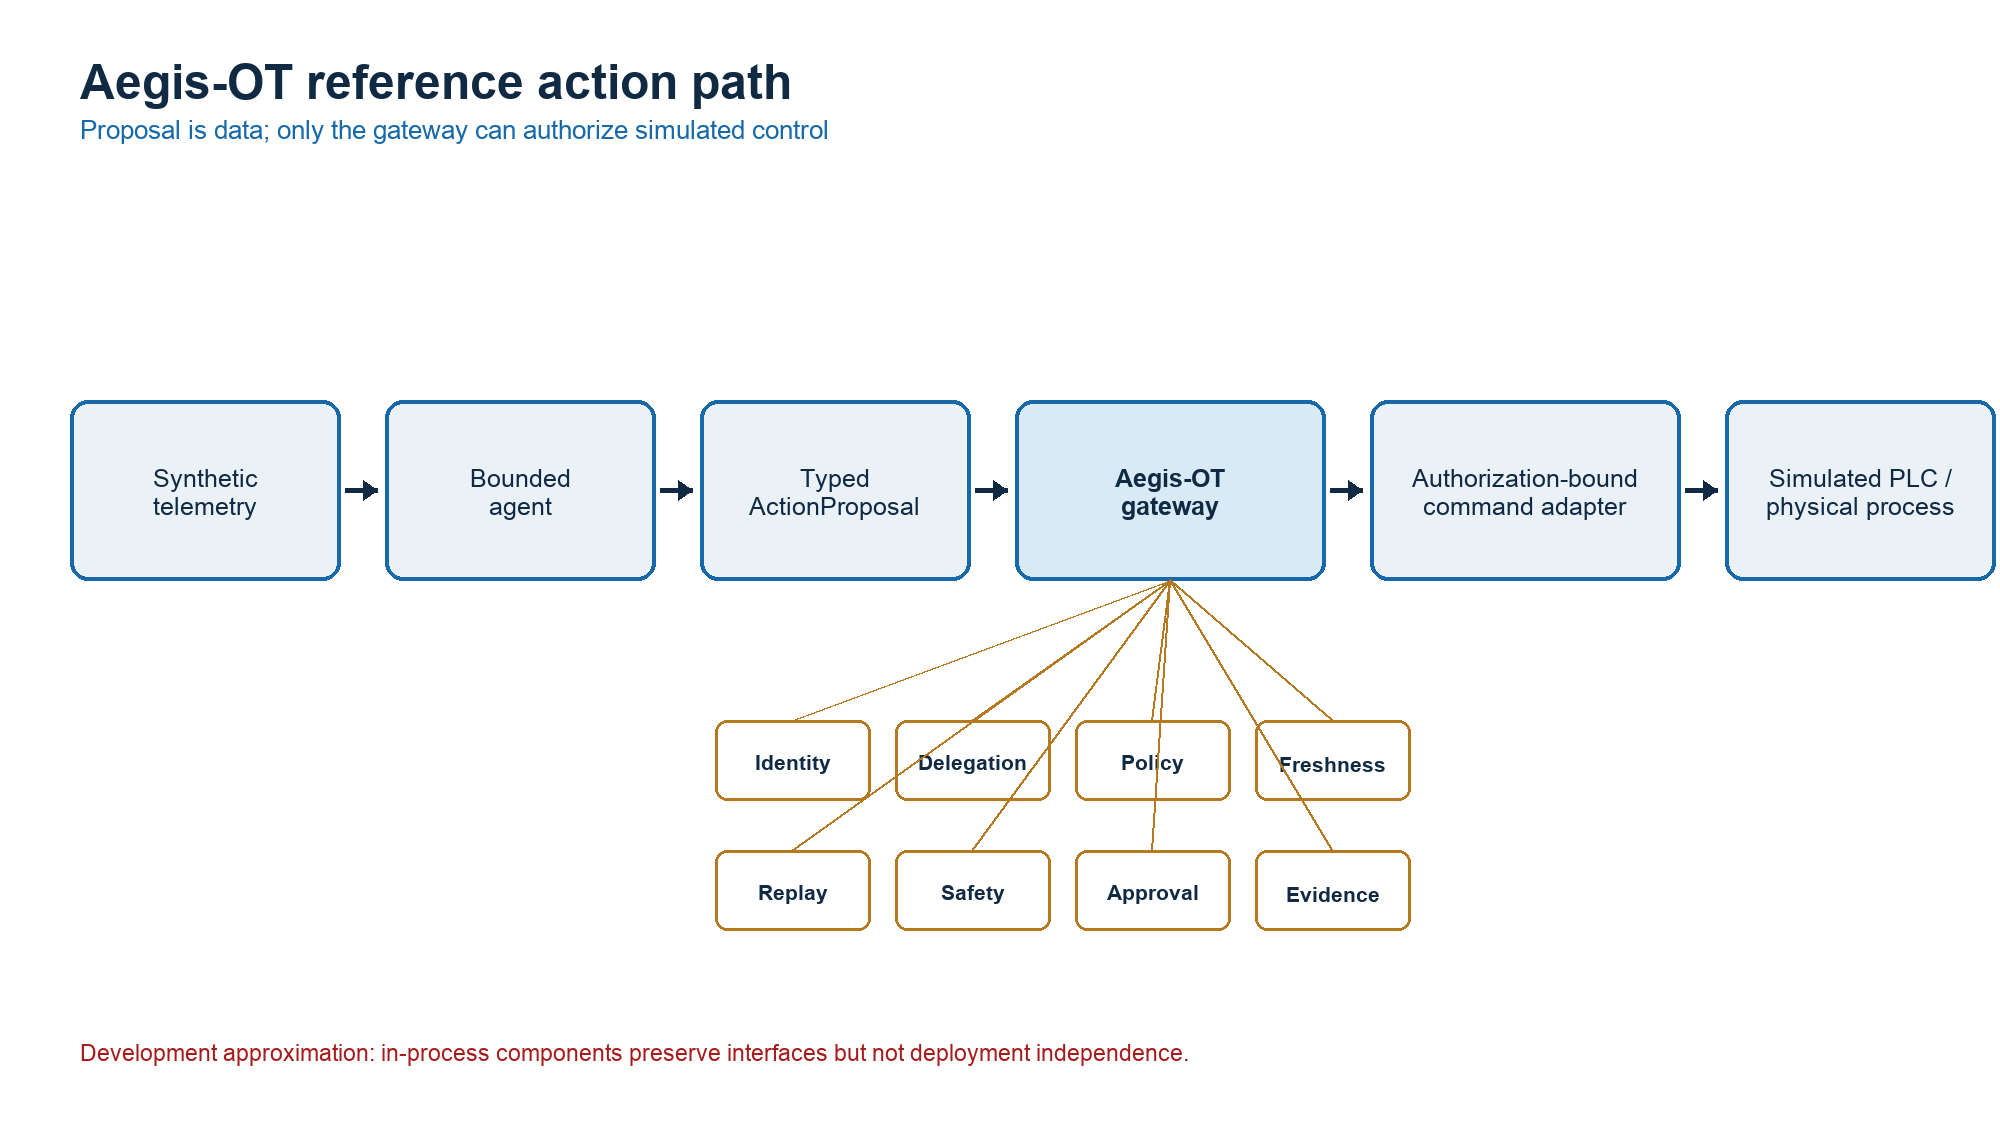 Aegis-OT reference action path
Proposal is data; only the gateway can authorize simulated control
Synthetic
telemetry
Bounded
agent
Typed
ActionProposal
Aegis-OT
gateway
Authorization-bound
command adapter
Simulated PLC /
physical process
Identity
Delegation
Policy
Freshness
Replay
Safety
Approval
Evidence
Development approximation: in-process components preserve interfaces but not deployment independence.